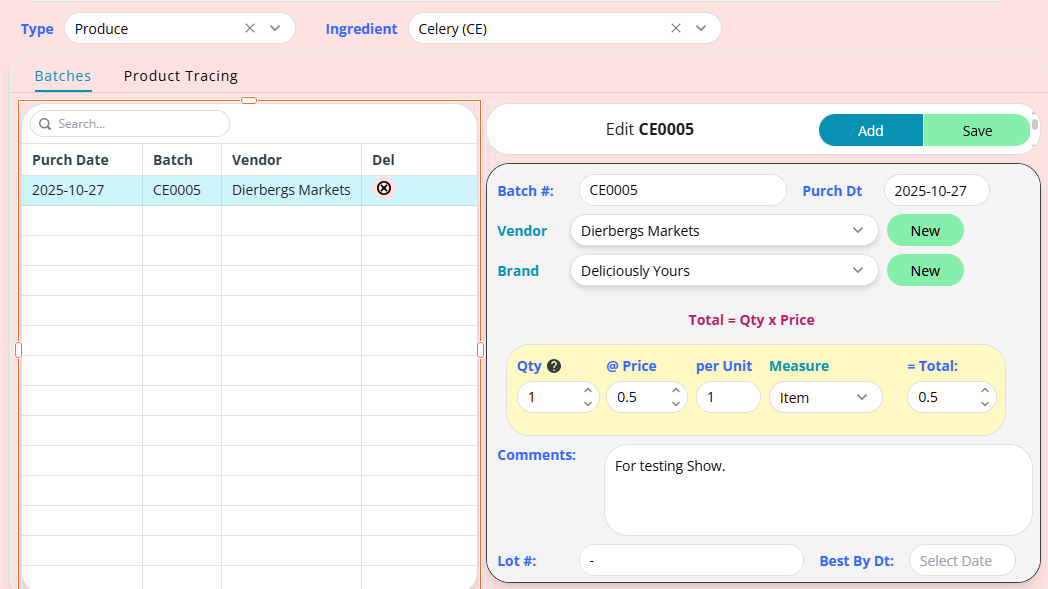 Type Produce Ingredient Celery (CE)
Batches Product Tracing
Search...
Purch Date Batch Vendor Del
2025-10-27 CE0005 Dierbergs Markets
Edit CE0005 Add Save
Batch #: CE0005 Purch Dt 2025-10-27
Vendor Dierbergs Markets New
Brand Deliciously Yours New
Total = Qty x Price
Qty ? @ Price per Unit Measure = Total:
1 0.5 1 Item 0.5
Comments: For testing Show.
Lot #: - Best By Dt: Select Date